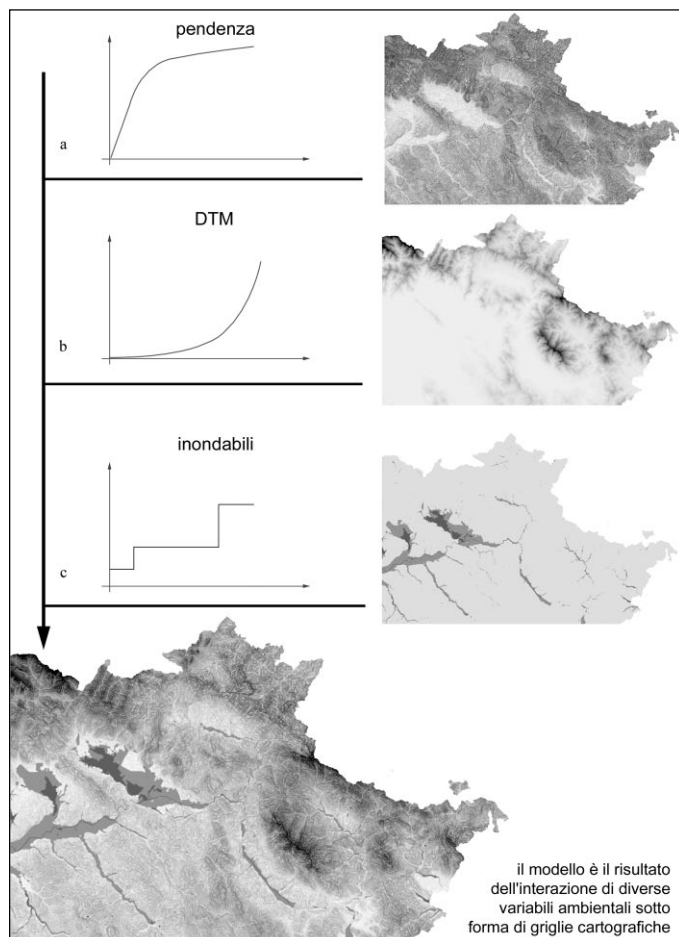 pendenza
a
DTM
b
inondabili
c
il modello è il risultato
dell'interazione di diverse
variabili ambientali sotto
forma di griglie cartografiche